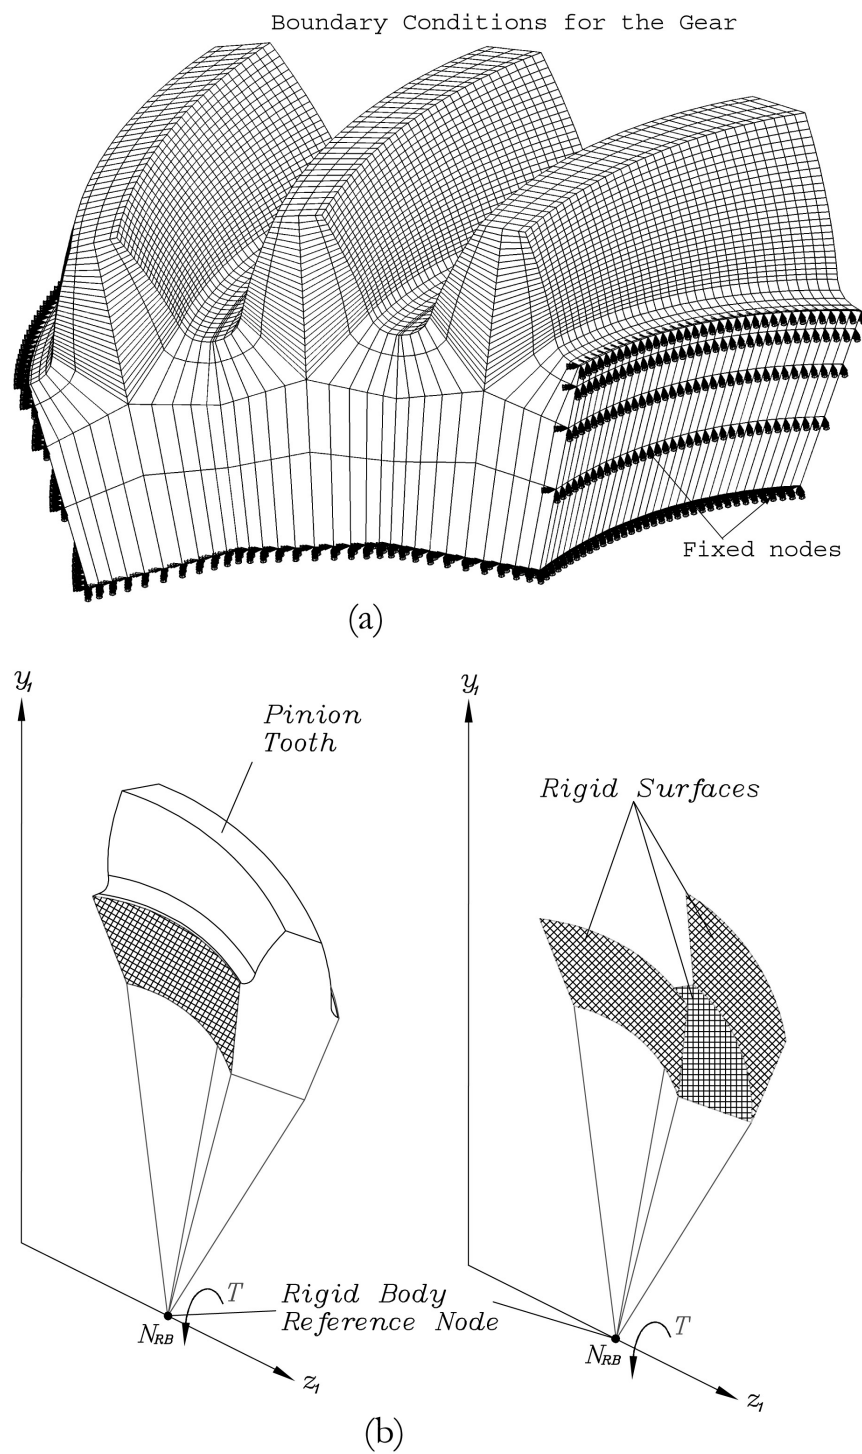 Boundary Conditions for the Gear
Fixed nodes
(a)
y1
Pinion
Tooth
y1
Rigid Surfaces
T
Rigid Body
Reference Node
T
NRB
NRB
z1
z1
(b)